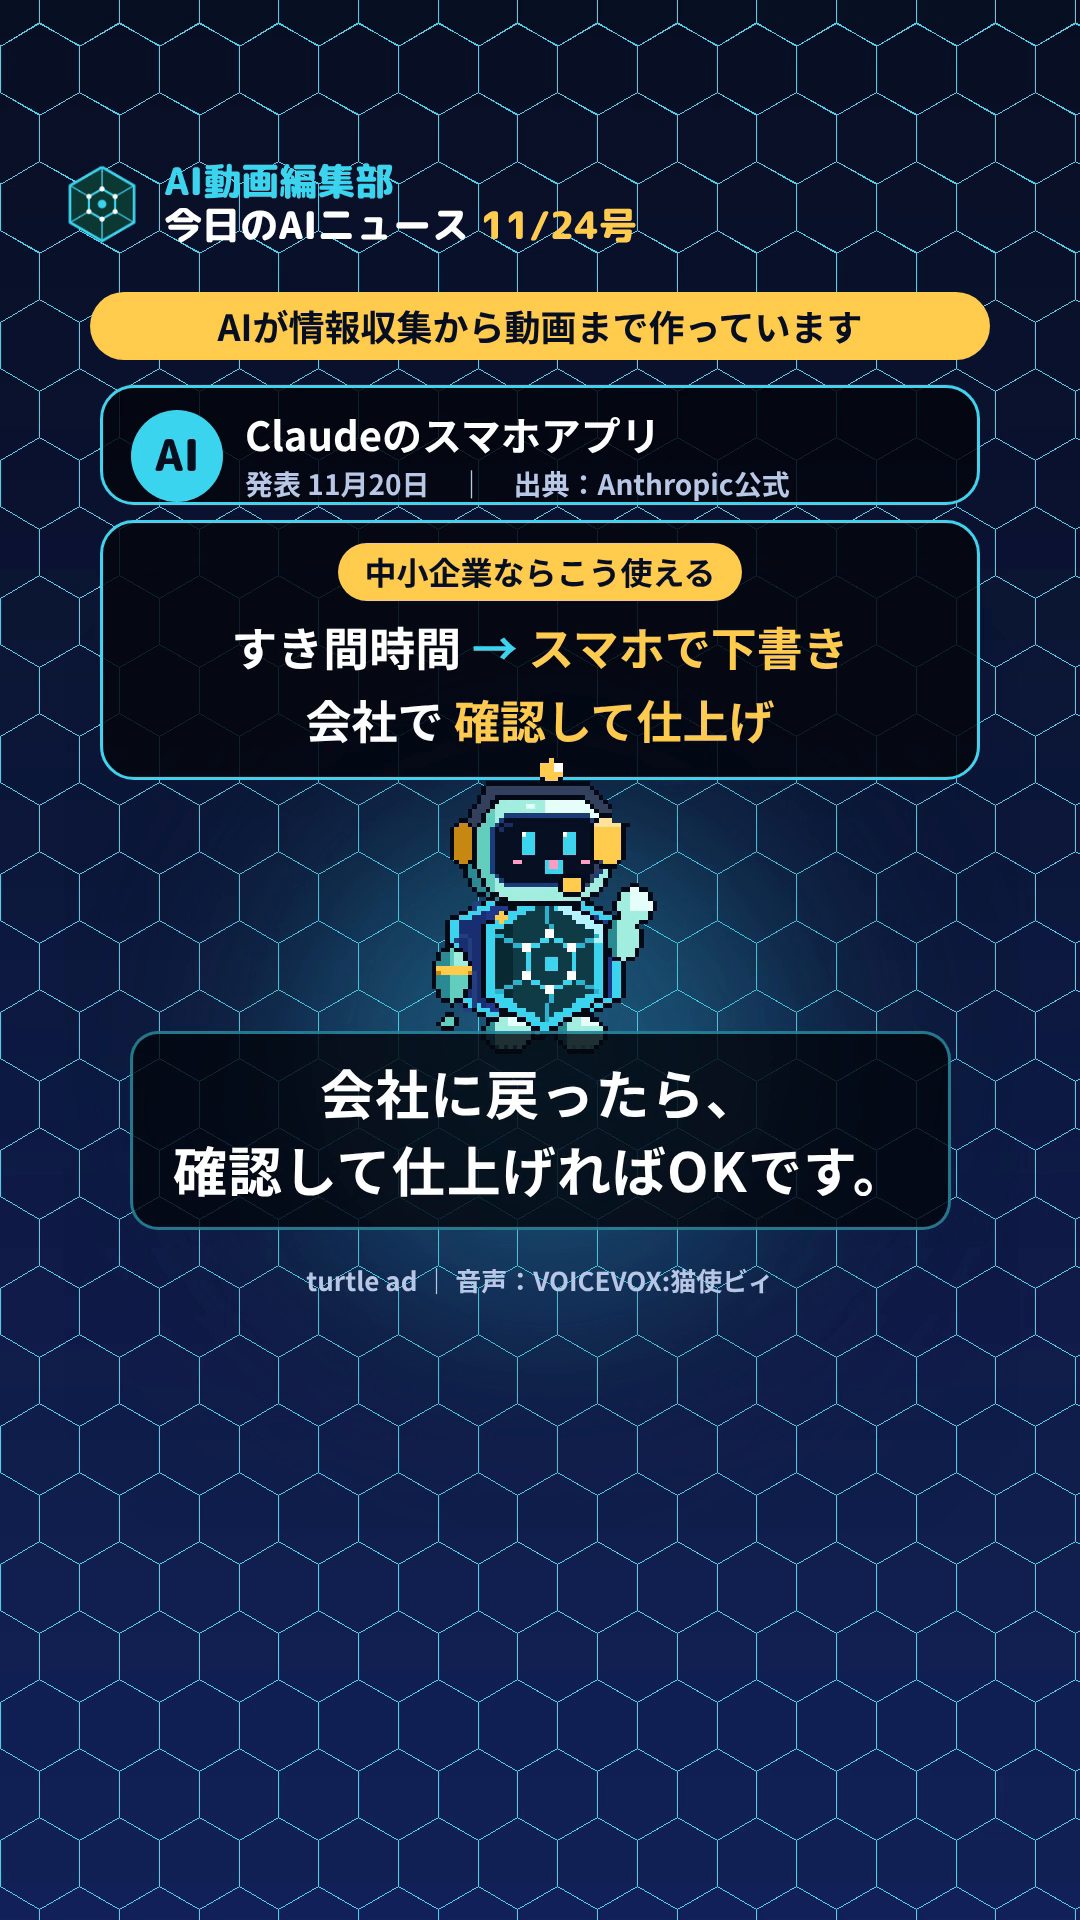 AI動画編集部
今日のAIニュース 11/24号
AIが情報収集から動画まで作っています
AI
Claudeのスマホアプリ
発表 11月20日 ｜ 出典：Anthropic公式
中小企業ならこう使える
すき間時間 → スマホで下書き
会社で 確認して仕上げ
会社に戻ったら、
確認して仕上げればOKです。
turtle ad ｜ 音声：VOICEVOX:猫使ビィ